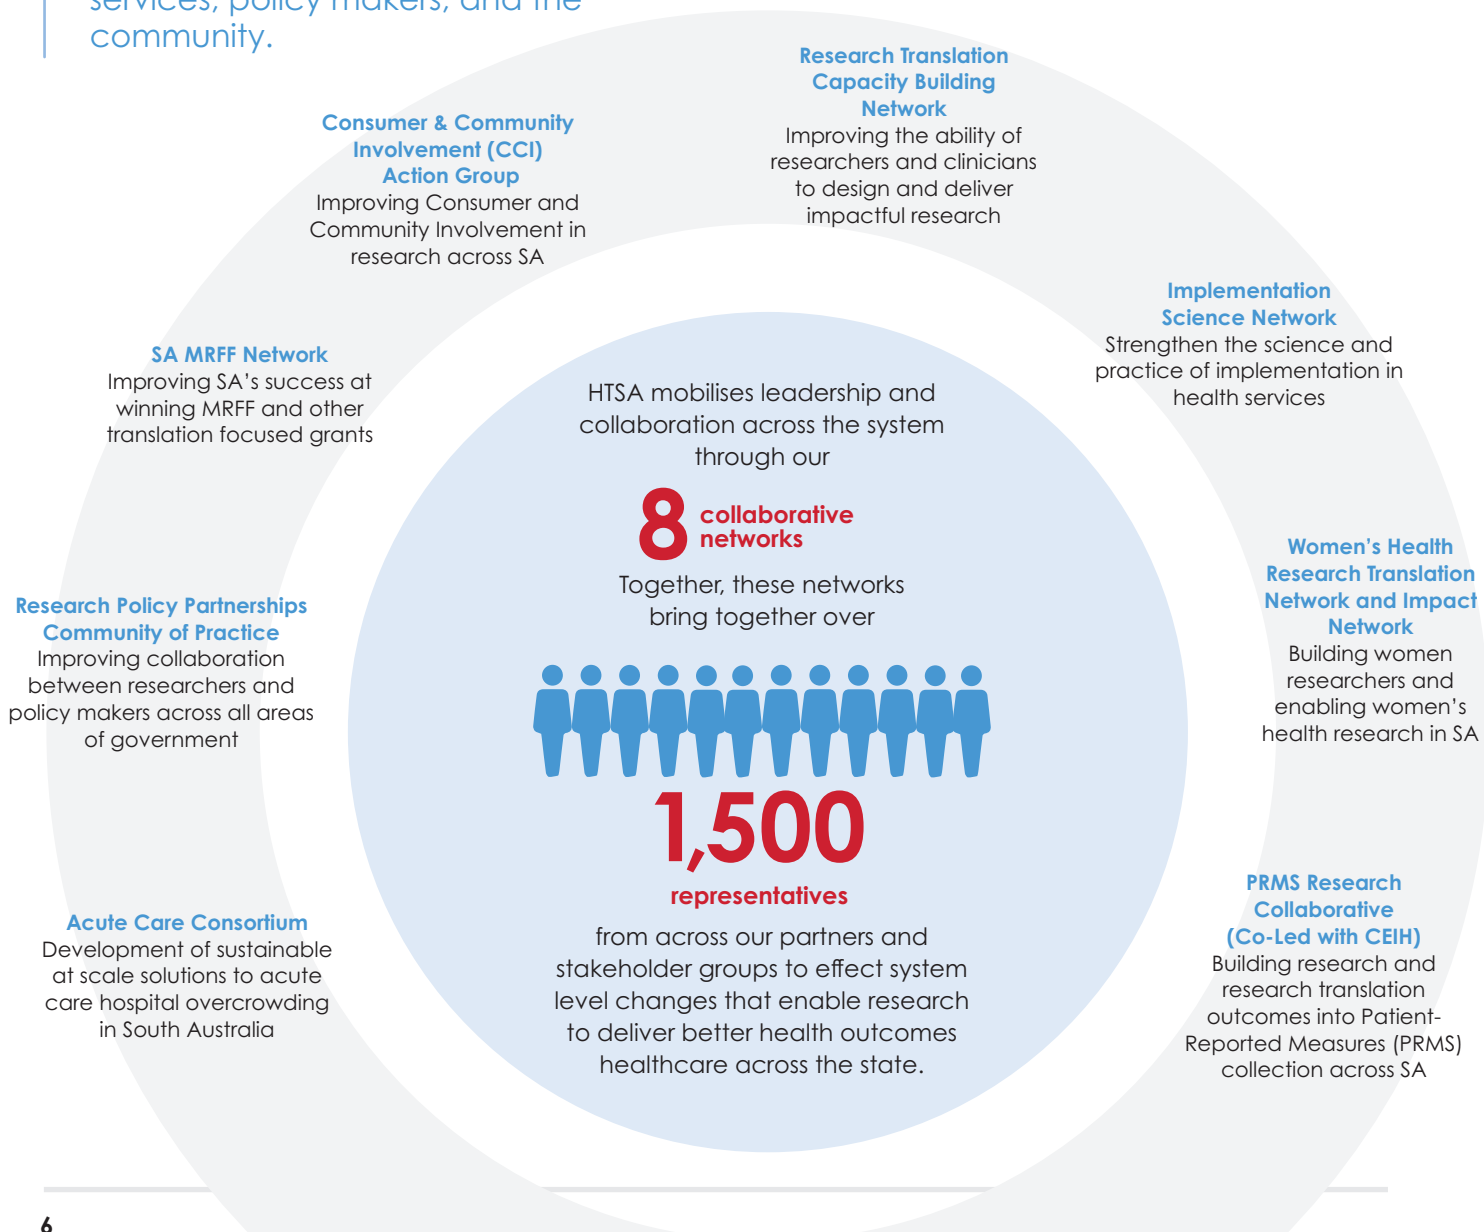 services, policy makers, and the
community.
Research Translation
Capacity Building
Network
Improving the ability of
researchers and clinicians
to design and deliver
impactful research
Consumer & Community
Involvement (CCI)
Action Group
Improving Consumer and
Community Involvement in
research across SA
Implementation
Science Network
Strengthen the science and
practice of implementation in
health services
SA MRFF Network
Improving SA’s success at
winning MRFF and other
translation focused grants
HTSA mobilises leadership and
collaboration across the system
through our
8 collaborative
networks
Together, these networks
bring together over
1,500
representatives
from across our partners and
stakeholder groups to effect system
level changes that enable research
to deliver better health outcomes
healthcare across the state.
Women’s Health
Research Translation
Network and Impact
Network
Building women
researchers and
enabling women’s
health research in SA
Research Policy Partnerships
Community of Practice
Improving collaboration
between researchers and
policy makers across all areas
of government
PRMS Research
Collaborative
(Co-Led with CEIH)
Building research and
research translation
outcomes into Patient-
Reported Measures (PRMS)
collection across SA
Acute Care Consortium
Development of sustainable
at scale solutions to acute
care hospital overcrowding
in South Australia
6